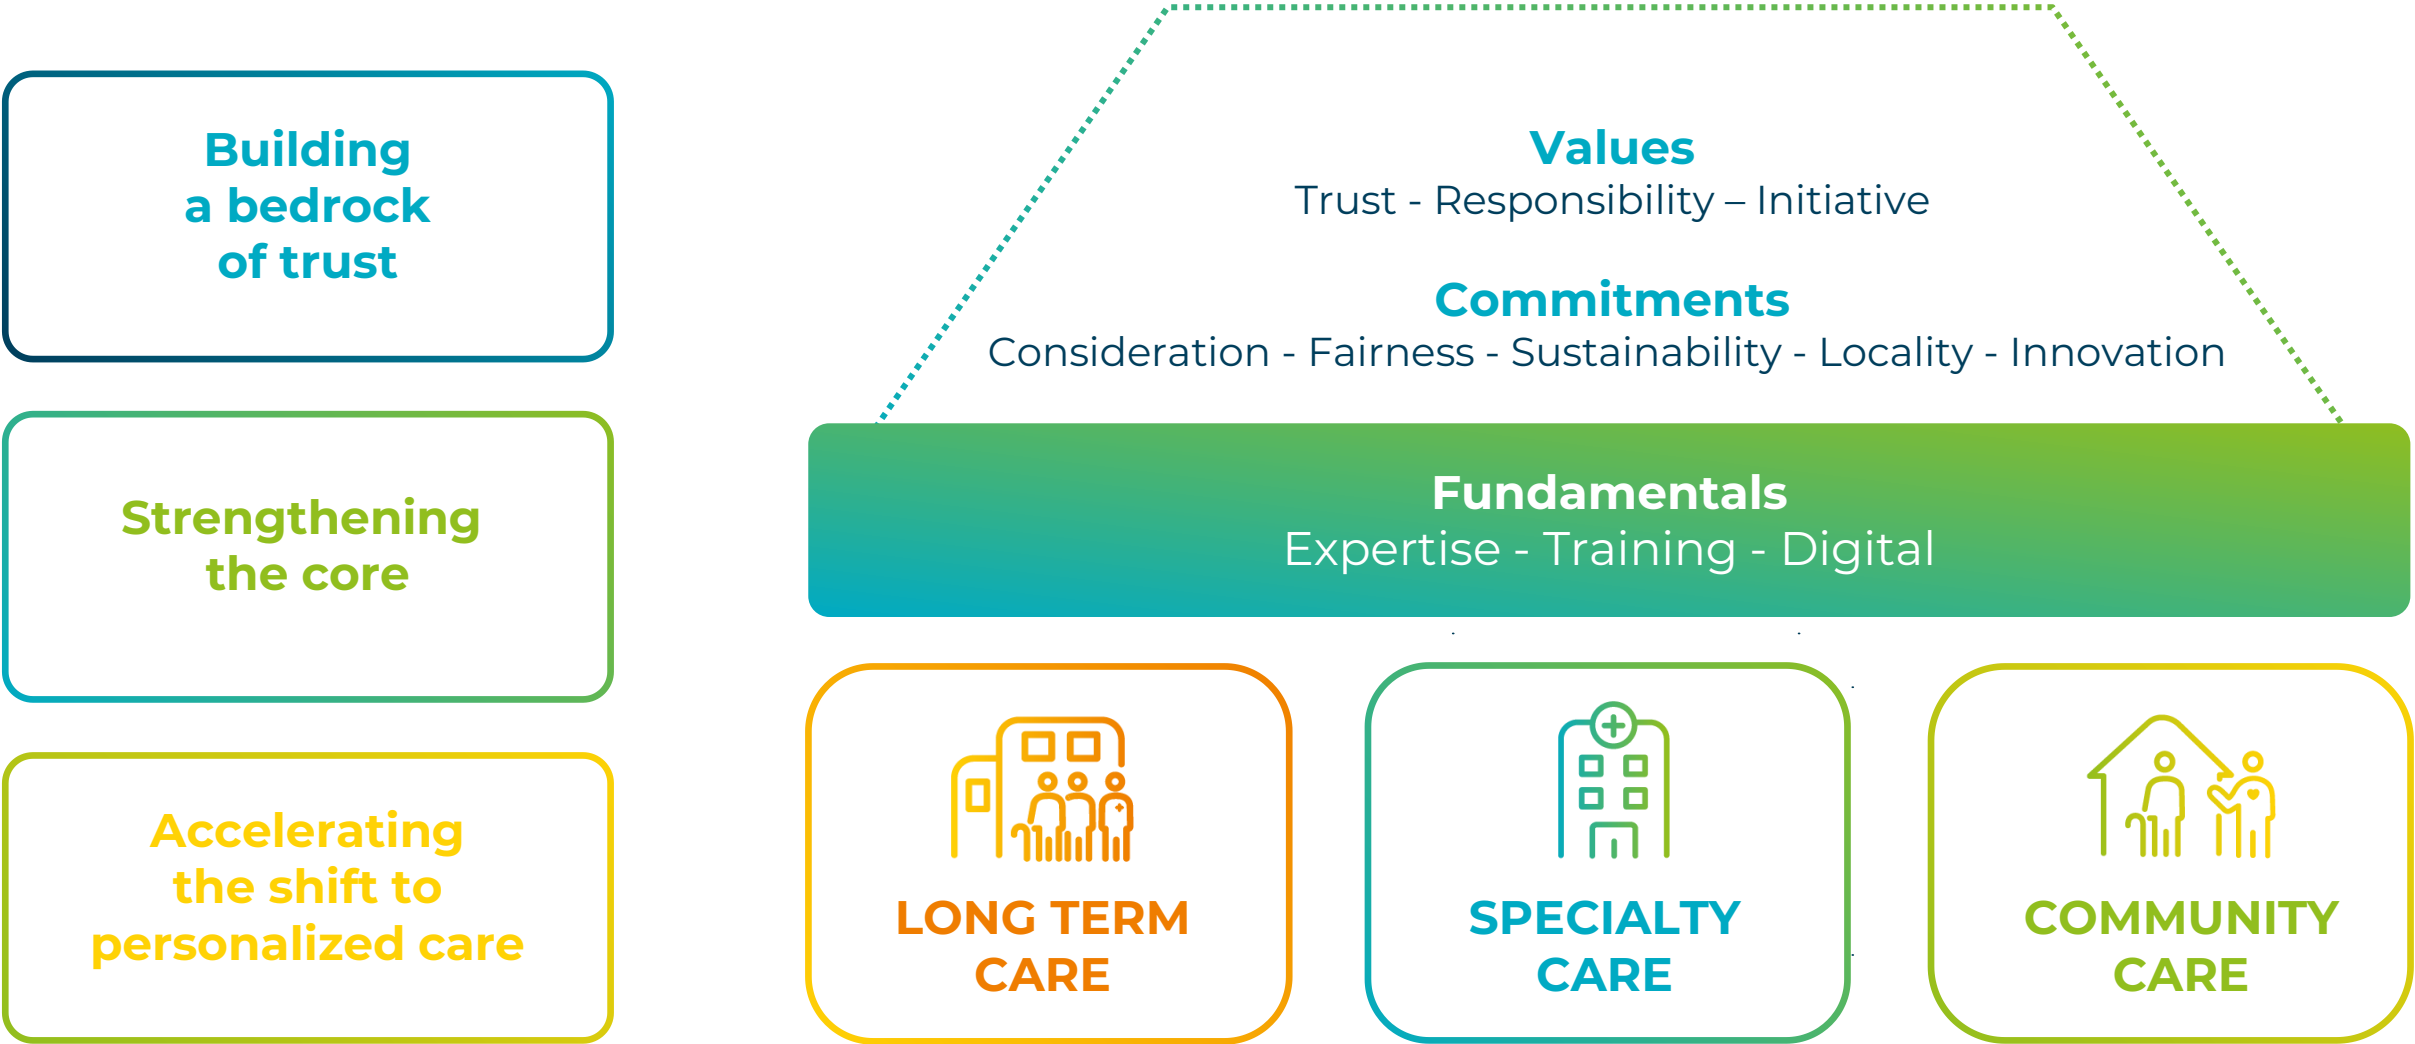 Building
a bedrock
of trust
Values
Trust - Responsibility – Initiative
Commitments
Consideration - Fairness - Sustainability - Locality - Innovation
Strengthening
the core
Fundamentals
Expertise - Training - Digital
Accelerating
the shift to
personalized care
LONG TERM
CARE
SPECIALTY
CARE
COMMUNITY
CARE